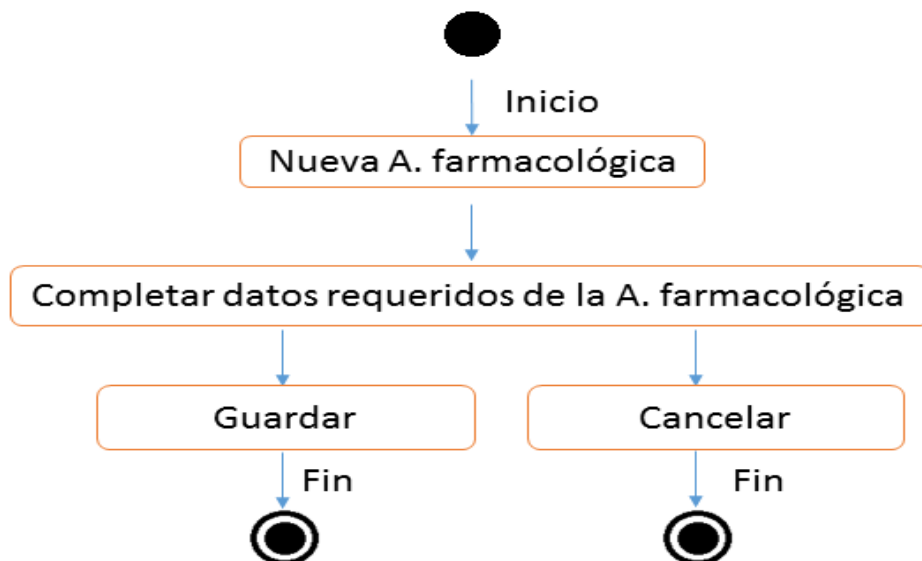 Inicio
Nueva A. farmacológica
Completar datos requeridos de la A. farmacológica
Guardar
Cancelar
Fin
Fin